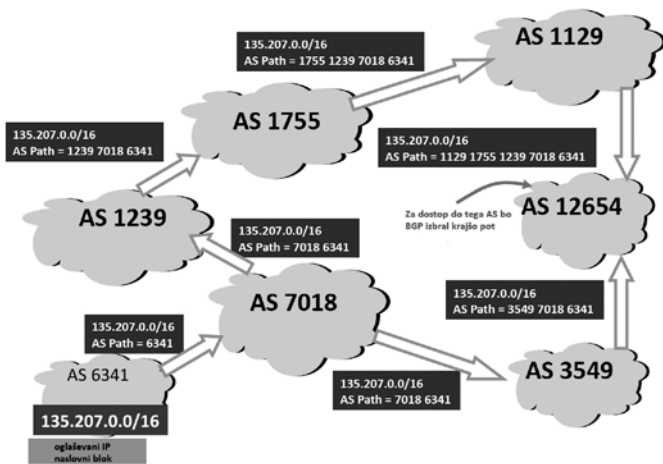 AS 1129
135.207.0.0/16
AS Path = 1755 1239 7018 6341
AS 1755
135.207.0.0/16
AS Path = 1239 7018 6341
135.207.0.0/16
AS Path = 1129 1755 1239 7018 6341
AS 12654
Za dostop do tega AS bo
BGP izbral krajšo pot
AS 1239
135.207.0.0/16
AS Path = 7018 6341
AS 7018
135.207.0.0/16
AS Path = 3549 7018 6341
135.207.0.0/16
AS Path = 6341
AS 6341
AS 3549
135.207.0.0/16
AS Path = 7018 6341
135.207.0.0/16
oglaševani IP
naslovni blok